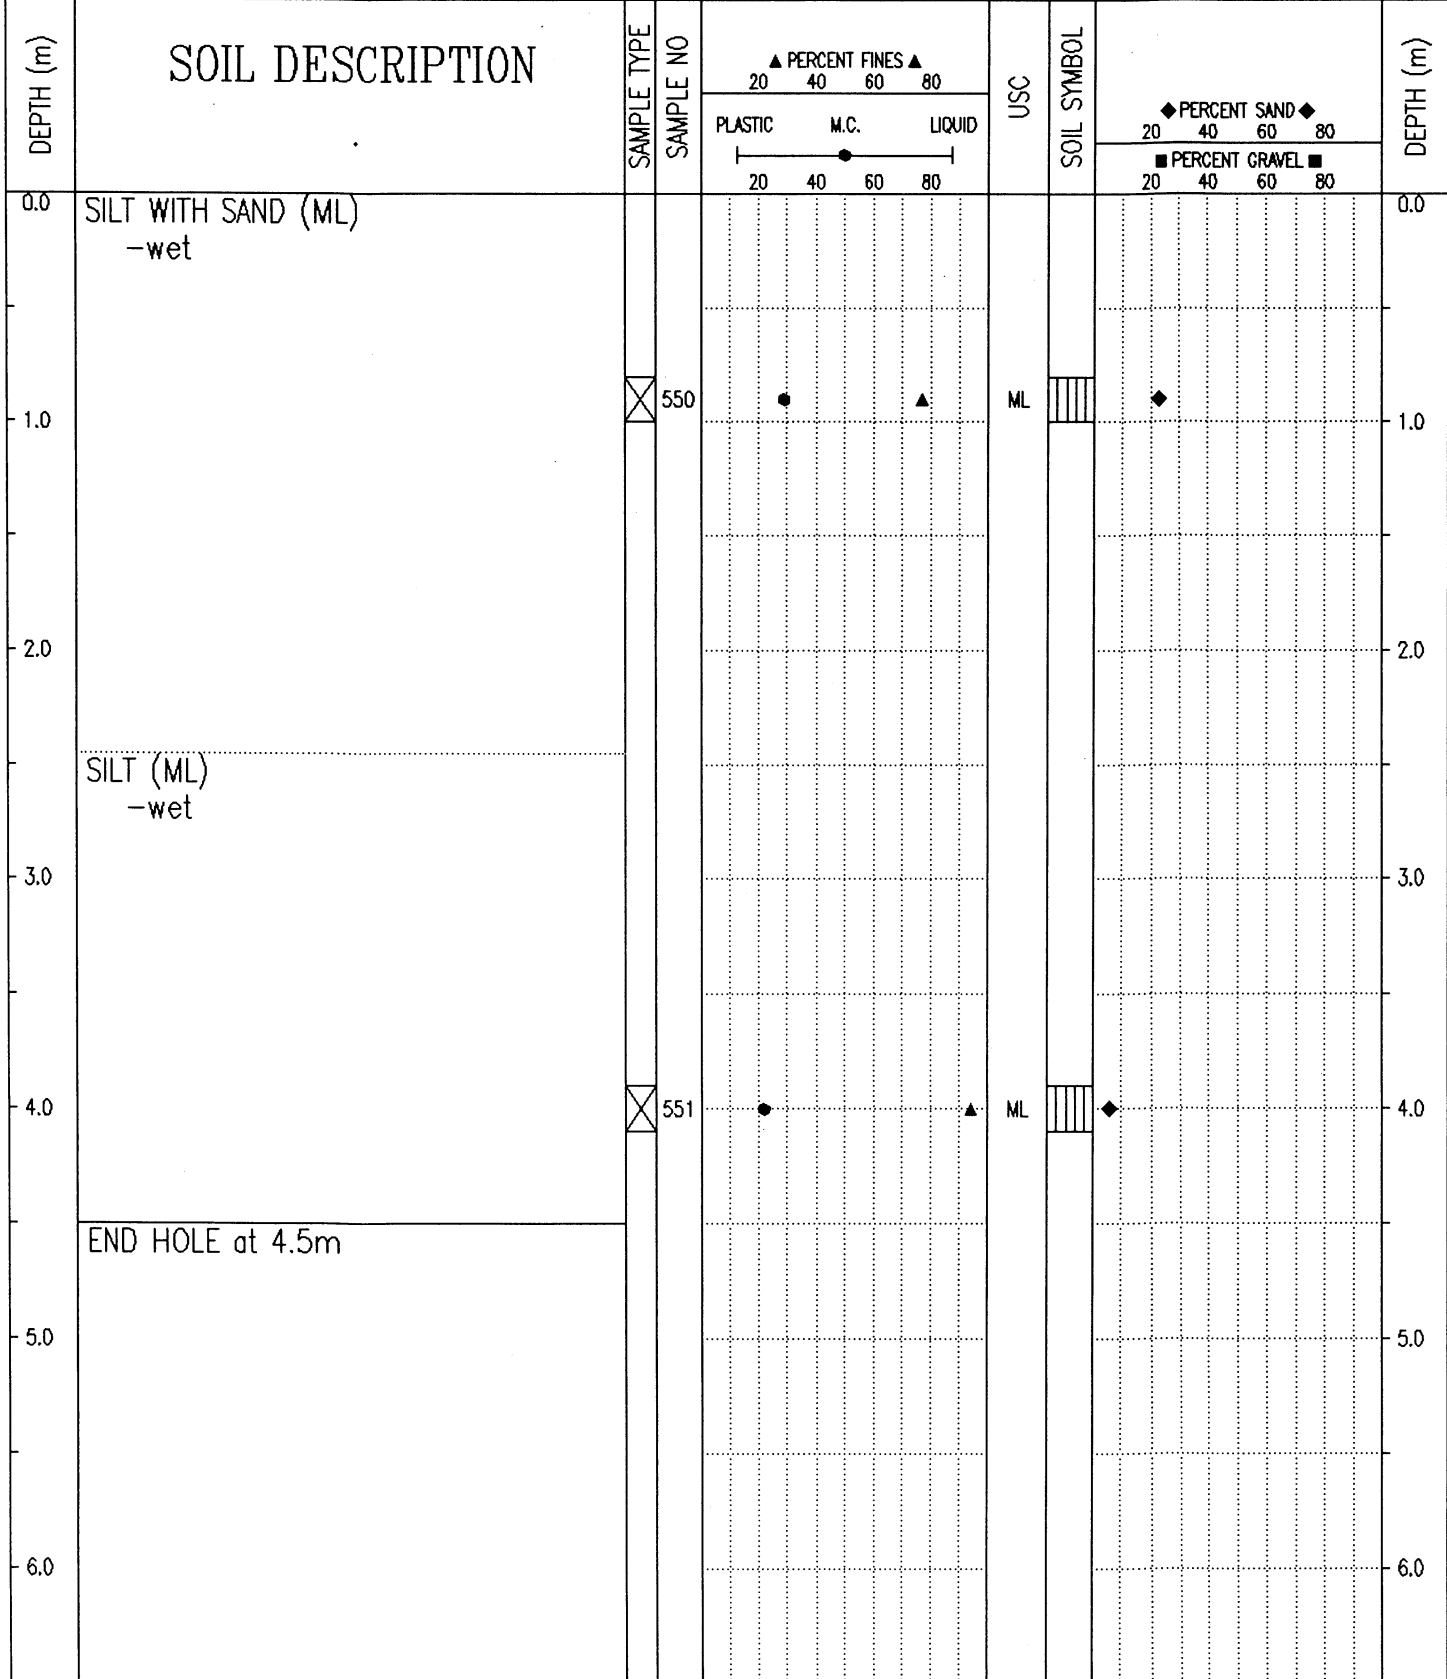 DEPTH (m)
SOIL DESCRIPTION
SAMPLE TYPE
SAMPLE NO
▲ PERCENT FINES ▲
20 40 60 80
PLASTIC M.C. LIQUID
20 40 60 80
USC
SOIL SYMBOL
◆ PERCENT SAND ◆
20 40 60 80
■ PERCENT GRAVEL ■
20 40 60 80
DEPTH (m)
0.0 SILT WITH SAND (ML) 0.0
-wet
550 ML
1.0 1.0
2.0 2.0
SILT (ML)
-wet
3.0 3.0
4.0 551 ML 4.0
END HOLE at 4.5m
5.0 5.0
6.0 6.0